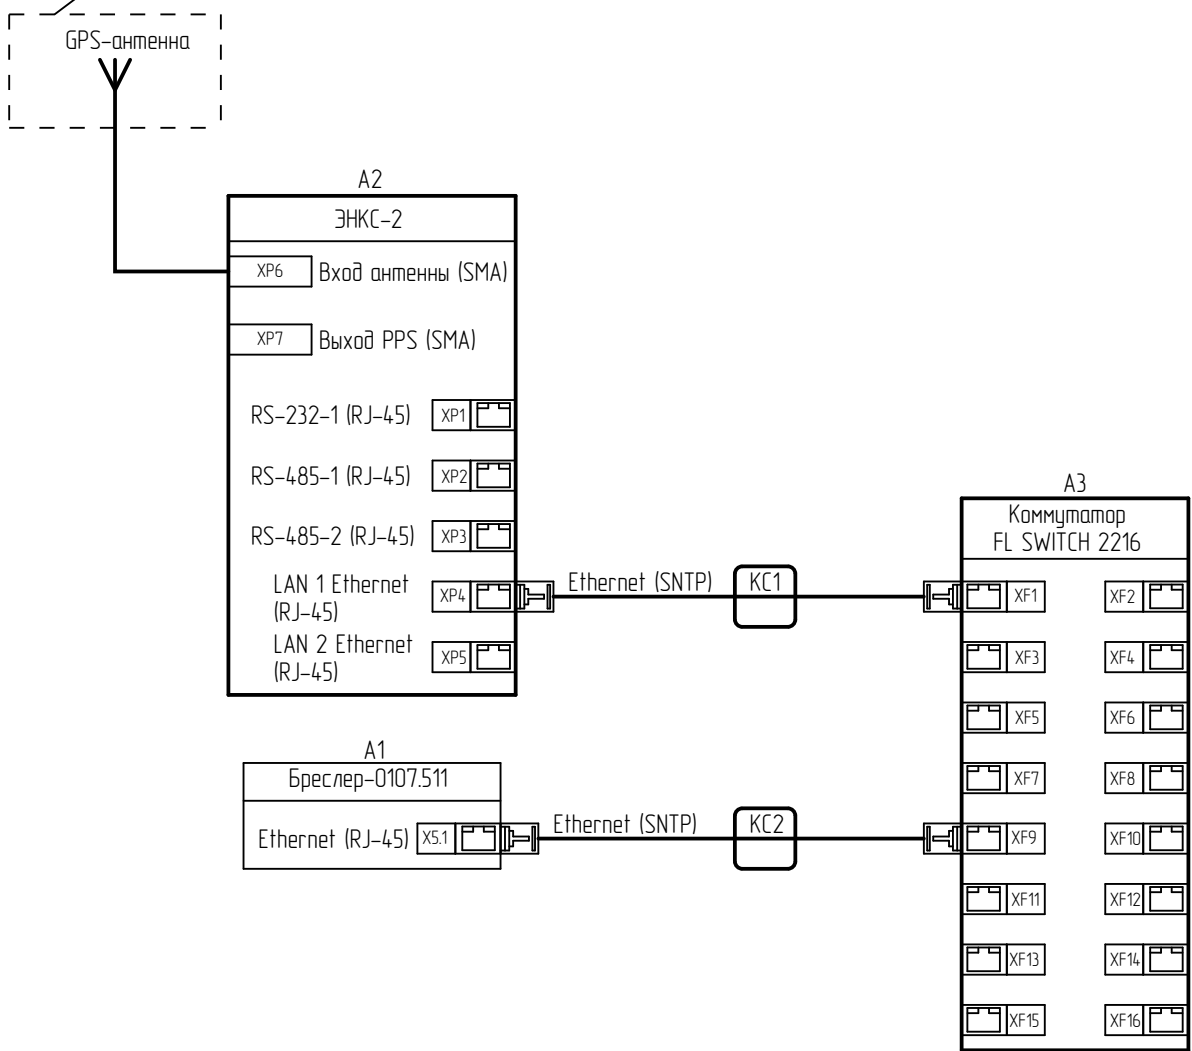 GPS-антенна
A2
ЭНКС-2
XP6 Вход антенны (SMA)
XP7 Выход PPS (SMA)
RS-232-1 (RJ-45) XP1
RS-485-1 (RJ-45) XP2
RS-485-2 (RJ-45) XP3
LAN 1 Ethernet
(RJ-45)
XP4
Ethernet (SNTP)
КС1
LAN 2 Ethernet
(RJ-45)
XP5
A1
Бреслер-0107.511
Ethernet (RJ-45) X5.1
Ethernet (SNTP)
КС2
A3
Коммутатор
FL SWITCH 2216
XF1 XF2
XF3 XF4
XF5 XF6
XF7 XF8
XF9 XF10
XF11 XF12
XF13 XF14
XF15 XF16